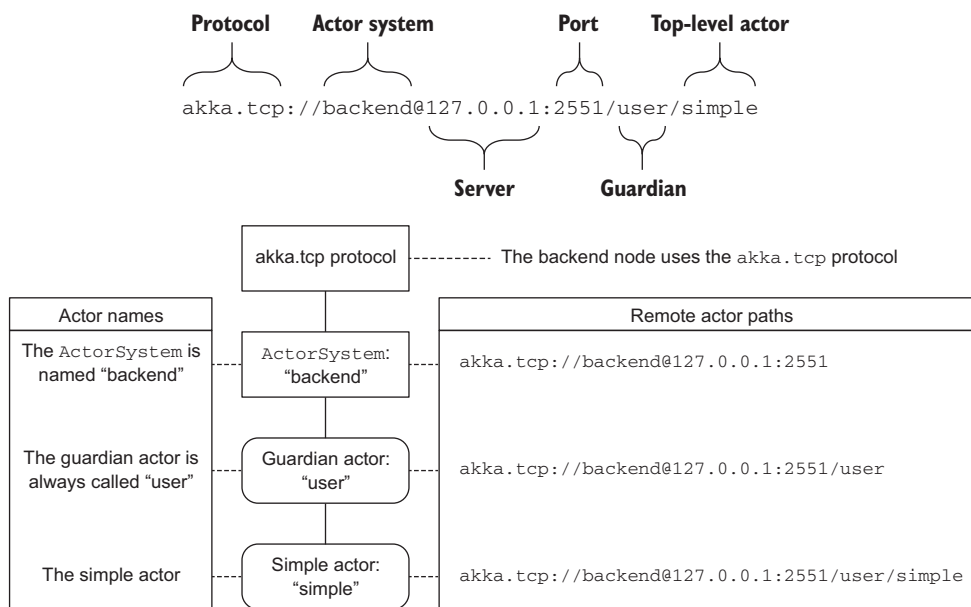 Protocol Actor system Port Top-level actor
akka.tcp://backend@127.0.0.1:2551/user/simple
Server Guardian
akka.tcp protocol
The backend node uses the akka.tcp protocol
Actor names
Remote actor paths
The ActorSystem is
named “backend”
ActorSystem:
“backend”
akka.tcp://backend@127.0.0.1:2551
The guardian actor is
always called “user”
Guardian actor:
“user”
akka.tcp://backend@127.0.0.1:2551/user
The simple actor
Simple actor:
“simple”
akka.tcp://backend@127.0.0.1:2551/user/simple